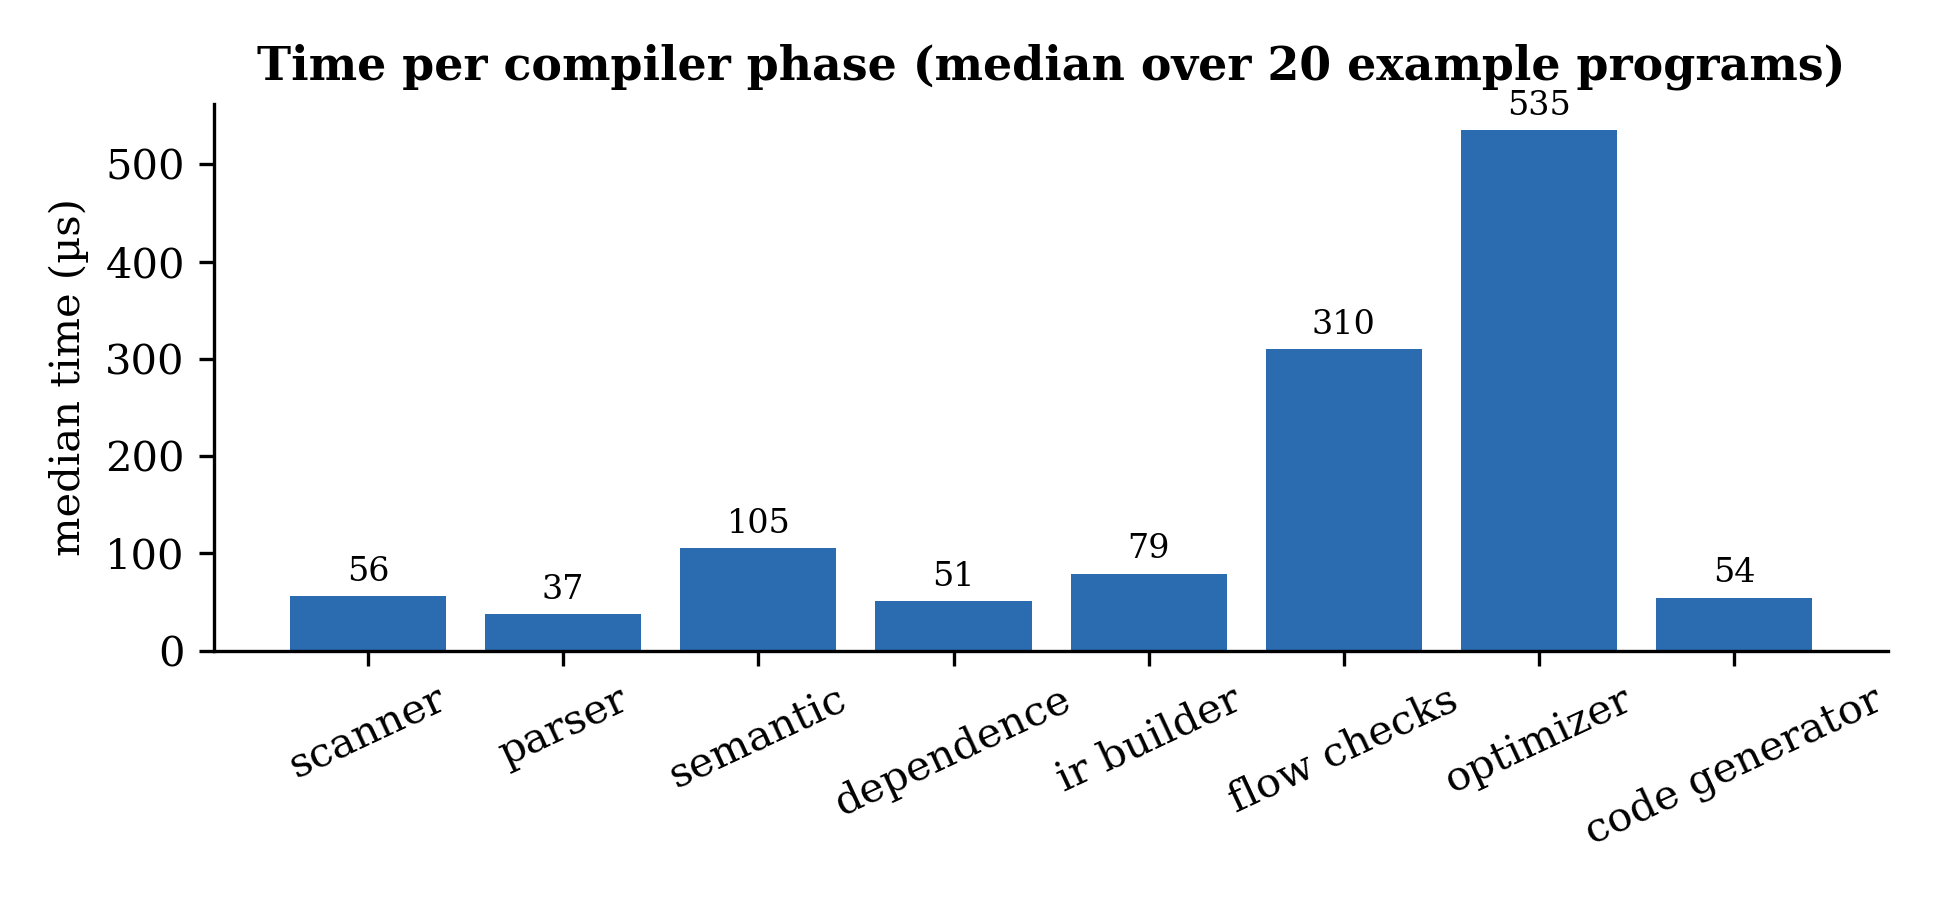 Time per compiler phase (median over 20 example programs)
median time (µs)
500
400
300
200
100
0
56
37
105
51
79
310
535
54
scanner
parser
semantic
dependence
ir builder
flow checks
optimizer
code generator